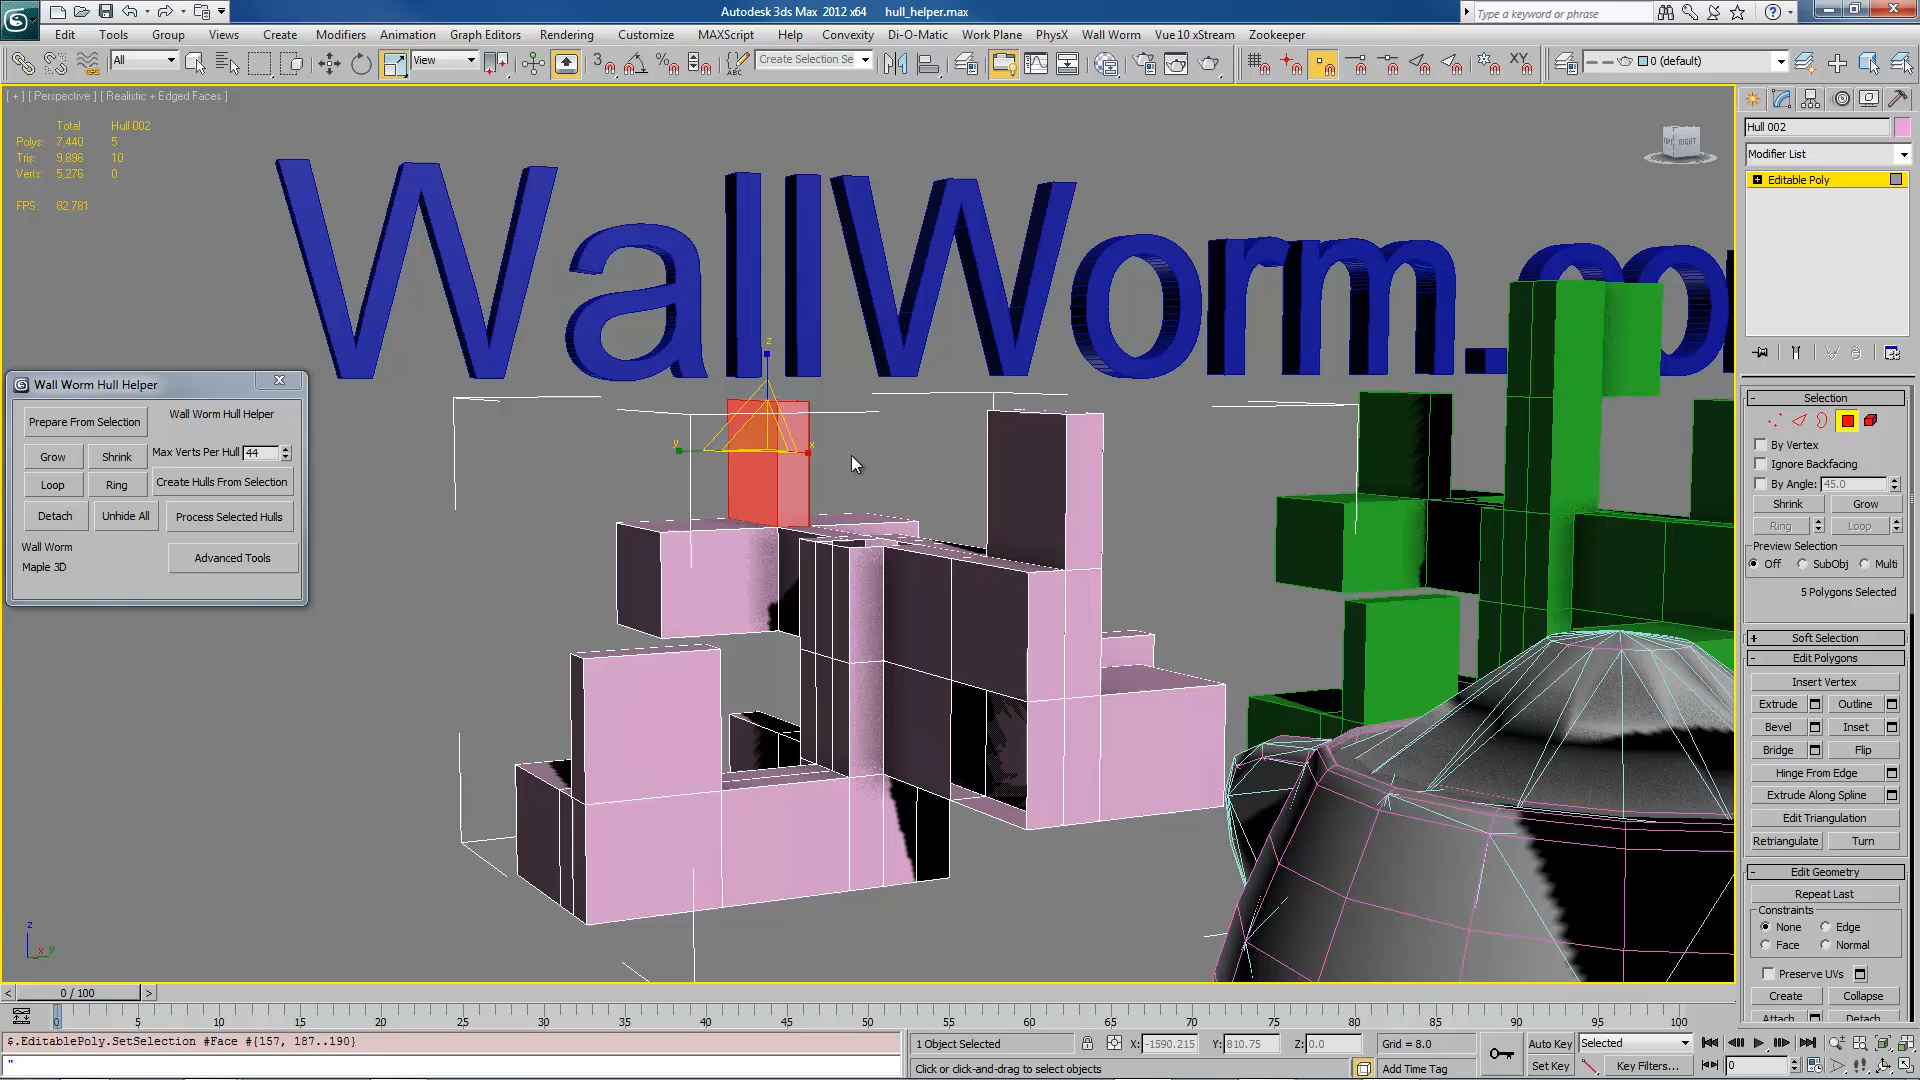 Autodesk 3ds Max 2012 x64 hull_helper.max
Type a keyword or phrase
Edit Tools Group Views Create Modifiers Animation Graph Editors Rendering Customize MAXScript Help Convexity Di-O-Matic Work Plane PhysX Wall Worm Vue 10 xStream Zookeeper
All View Create Selection Se 0 (default)
[ + ] [ Perspective ] [ Realistic + Edged Faces ]
Total Hull 002
Polys: 7,440 5
Tris: 9,896 10
Verts: 5,276 0
FPS: 82.781
WallWorm.co
RIGHT
z
y
x
Wall Worm Hull Helper
Prepare From Selection
Wall Worm Hull Helper
Grow Shrink Max Verts Per Hull 44
Loop Ring Create Hulls From Selection
Detach Unhide All Process Selected Hulls
Wall Worm
Maple 3D
Advanced Tools
Hull 002
Modifier List
Editable Poly
Selection
By Vertex
Ignore Backfacing
By Angle: 45.0
Shrink Grow
Ring Loop
Preview Selection
Off SubObj Multi
5 Polygons Selected
Soft Selection
Edit Polygons
Insert Vertex
Extrude Outline
Bevel Inset
Bridge Flip
Hinge From Edge
Extrude Along Spline
Edit Triangulation
Retriangulate Turn
Edit Geometry
Repeat Last
Constraints
None Edge
Face Normal
Preserve UVs
Create Collapse
Attach Detach
z
x y
< 0 / 100 >
0 5 10 15 20 25 30 35 40 45 50 55 60 65 70 75 80 85 90 95 100
$.EditablePoly.SetSelection #Face #{157, 187..190}
"
1 Object Selected X: -1590.215 Y: 810.75 Z: 0.0 Grid = 8.0 Auto Key Selected
Click or click-and-drag to select objects Add Time Tag Set Key Key Filters... 0